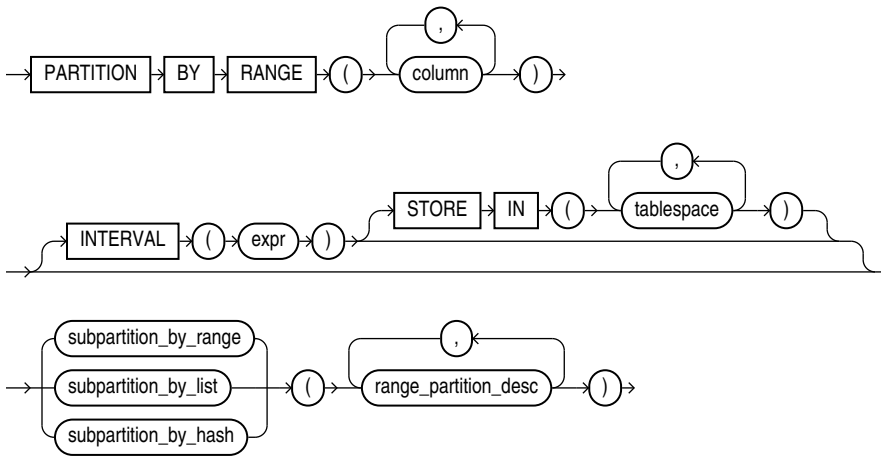 ,
PARTITION BY RANGE ( column )
,
STORE IN ( tablespace )
INTERVAL ( expr )
subpartition_by_range
,
subpartition_by_list ( range_partition_desc )
subpartition_by_hash